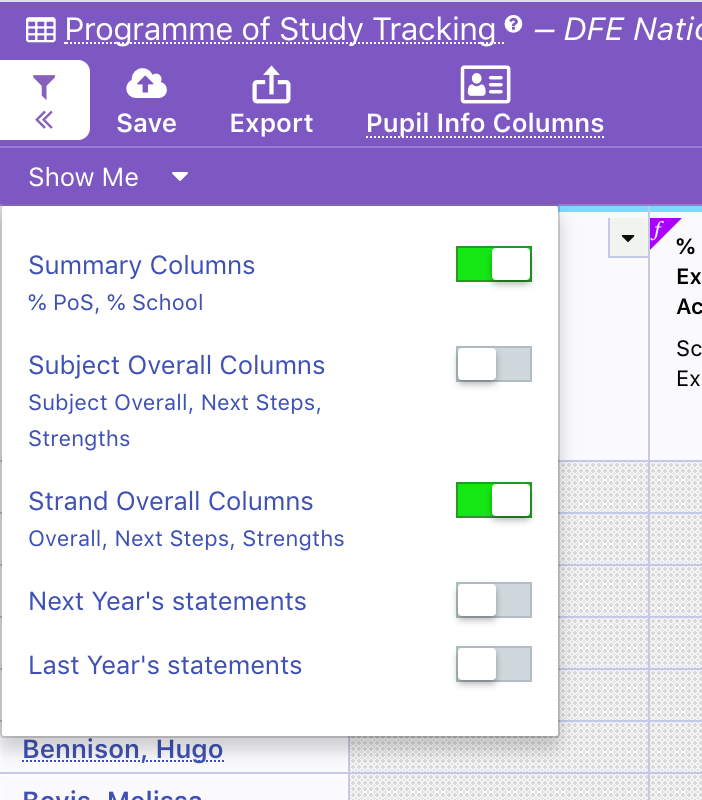 Programme of Study Tracking ? – DFE Natio
Save
Export
Pupil Info Columns
Show Me
Summary Columns
% PoS, % School
Subject Overall Columns
Subject Overall, Next Steps,
Strengths
Strand Overall Columns
Overall, Next Steps, Strengths
Next Year's statements
Last Year's statements
f
%
Ex
Ac
Sc
Ex
Bennison, Hugo
Bovis, Melissa